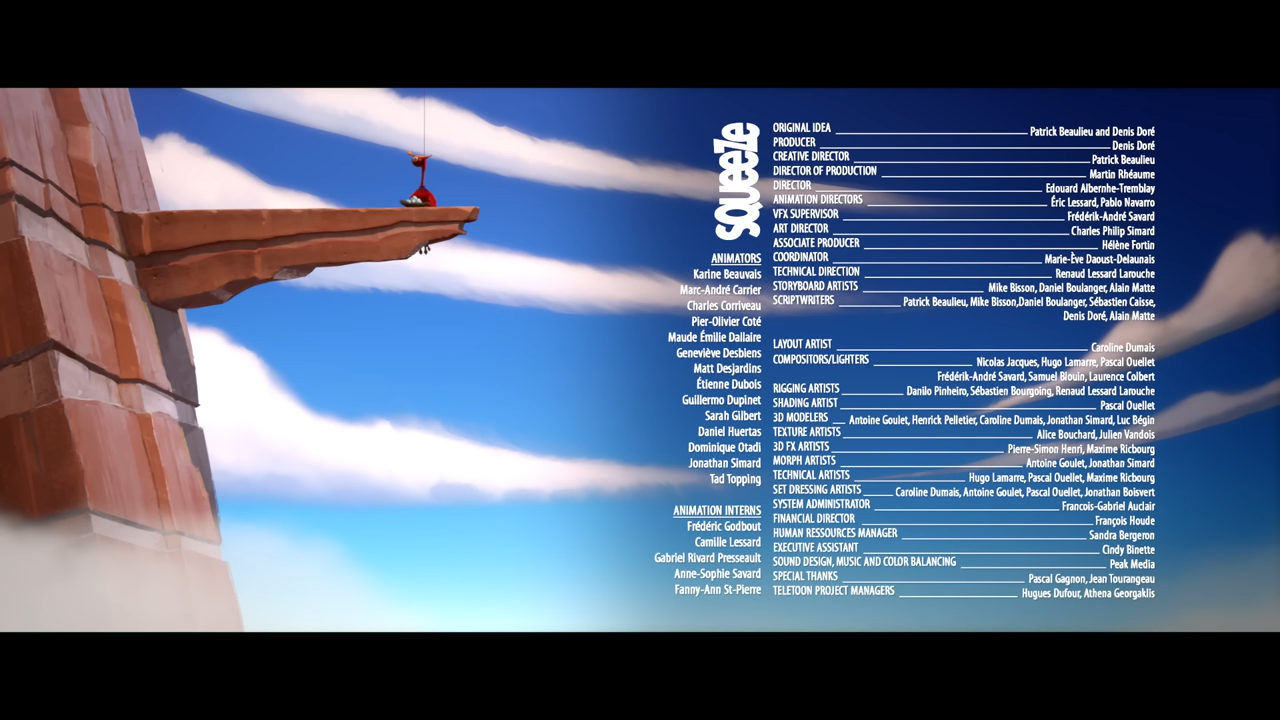 squeeze
ANIMATORS
Karine Beauvais
Marc-André Carrier
Charles Corriveau
Pier-Olivier Coté
Maude Émilie Dallaire
Geneviève Desbiens
Matt Desjardins
Étienne Dubois
Guillermo Dupinet
Sarah Gilbert
Daniel Huertas
Dominique Otadi
Jonathan Simard
Tad Topping
ANIMATION INTERNS
Frédéric Godbout
Camille Lessard
Gabriel Rivard Presseault
Anne-Sophie Savard
Fanny-Ann St-Pierre
ORIGINAL IDEA Patrick Beaulieu and Denis Doré
PRODUCER Denis Doré
CREATIVE DIRECTOR Patrick Beaulieu
DIRECTOR OF PRODUCTION Martin Rhéaume
DIRECTOR Edouard Albernhe-Tremblay
ANIMATION DIRECTORS Éric Lessard, Pablo Navarro
VFX SUPERVISOR Frédérik-André Savard
ART DIRECTOR Charles Philip Simard
ASSOCIATE PRODUCER Hélène Fortin
COORDINATOR Marie-Ève Daoust-Delaunais
TECHNICAL DIRECTION Renaud Lessard Larouche
STORYBOARD ARTISTS Mike Bisson, Daniel Boulanger, Alain Matte
SCRIPTWRITERS Patrick Beaulieu, Mike Bisson,Daniel Boulanger, Sébastien Caisse,
Denis Doré, Alain Matte
LAYOUT ARTIST Caroline Dumais
COMPOSITORS/LIGHTERS Nicolas Jacques, Hugo Lamarre, Pascal Ouellet
Frédérik-André Savard, Samuel Blouin, Laurence Colbert
RIGGING ARTISTS Danilo Pinheiro, Sébastien Bourgoing, Renaud Lessard Larouche
SHADING ARTIST Pascal Ouellet
3D MODELERS Antoine Goulet, Henrick Pelletier, Caroline Dumais, Jonathan Simard, Luc Bégin
TEXTURE ARTISTS Alice Bouchard, Julien Vandois
3D FX ARTISTS Pierre-Simon Henri, Maxime Ricbourg
MORPH ARTISTS Antoine Goulet, Jonathan Simard
TECHNICAL ARTISTS Hugo Lamarre, Pascal Ouellet, Maxime Ricbourg
SET DRESSING ARTISTS Caroline Dumais, Antoine Goulet, Pascal Ouellet, Jonathan Boisvert
SYSTEM ADMINISTRATOR Francois-Gabriel Auclair
FINANCIAL DIRECTOR François Houde
HUMAN RESSOURCES MANAGER Sandra Bergeron
EXECUTIVE ASSISTANT Cindy Binette
SOUND DESIGN, MUSIC AND COLOR BALANCING Peak Media
SPECIAL THANKS Pascal Gagnon, Jean Tourangeau
TELETOON PROJECT MANAGERS Hugues Dufour, Athena Georgaklis